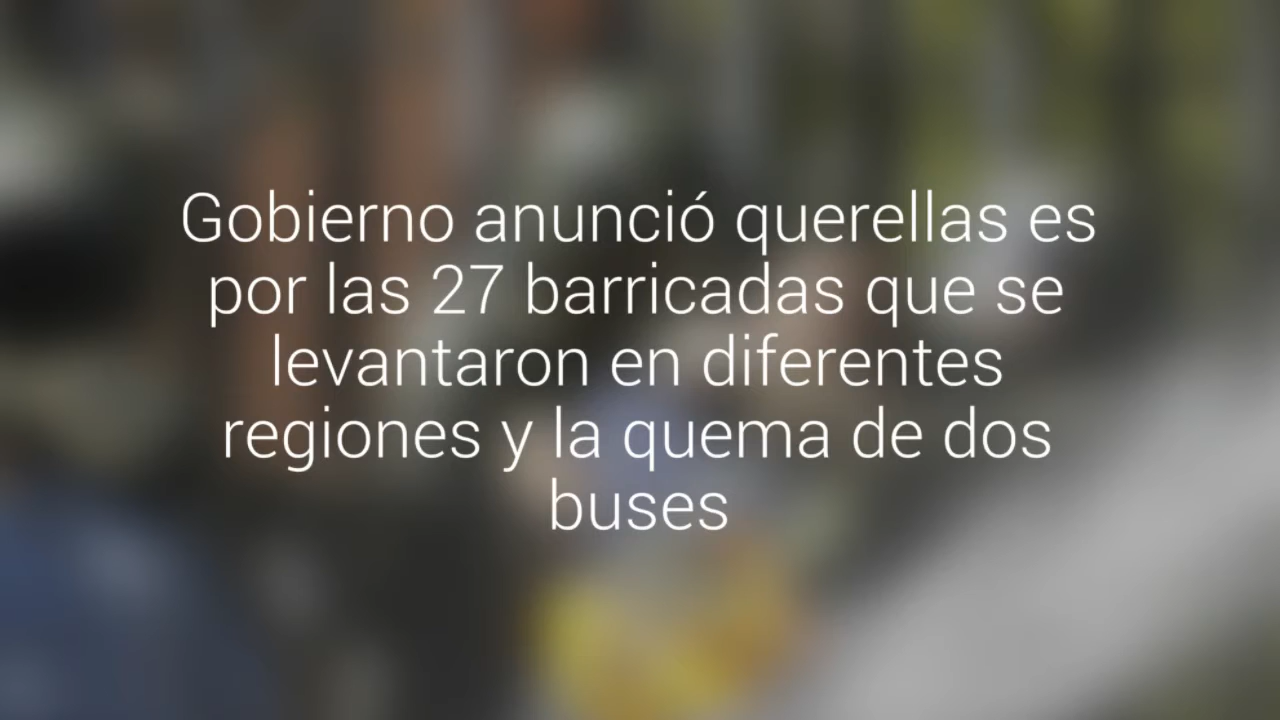 Gobierno anunció querellas es
por las 27 barricadas que se
levantaron en diferentes
regiones y la quema de dos
buses